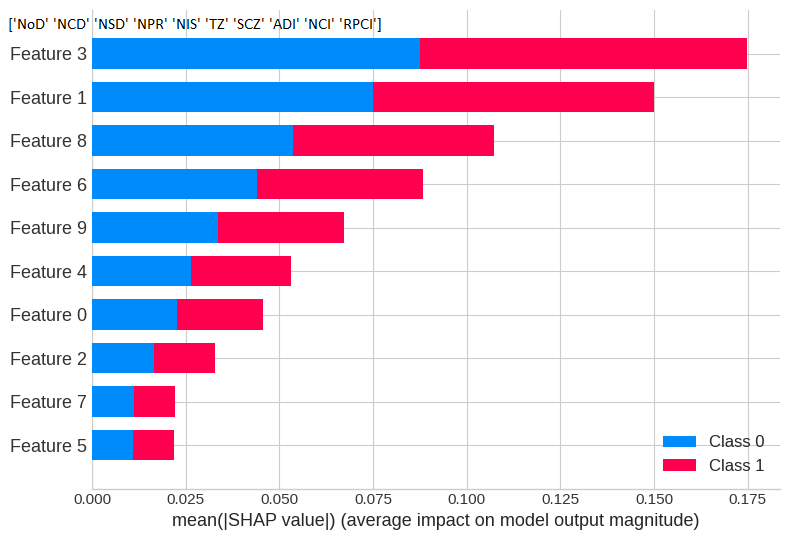 ['NoD' 'NCD' 'NSD' 'NPR' 'NIS' 'TZ' 'SCZ' 'ADI' 'NCI' 'RPCI']
Feature 3
Feature 1
Feature 8
Feature 6
Feature 9
Feature 4
Feature 0
Feature 2
Feature 7
Feature 5
Class 0
Class 1
0.000 0.025 0.050 0.075 0.100 0.125 0.150 0.175
mean(|SHAP value|) (average impact on model output magnitude)